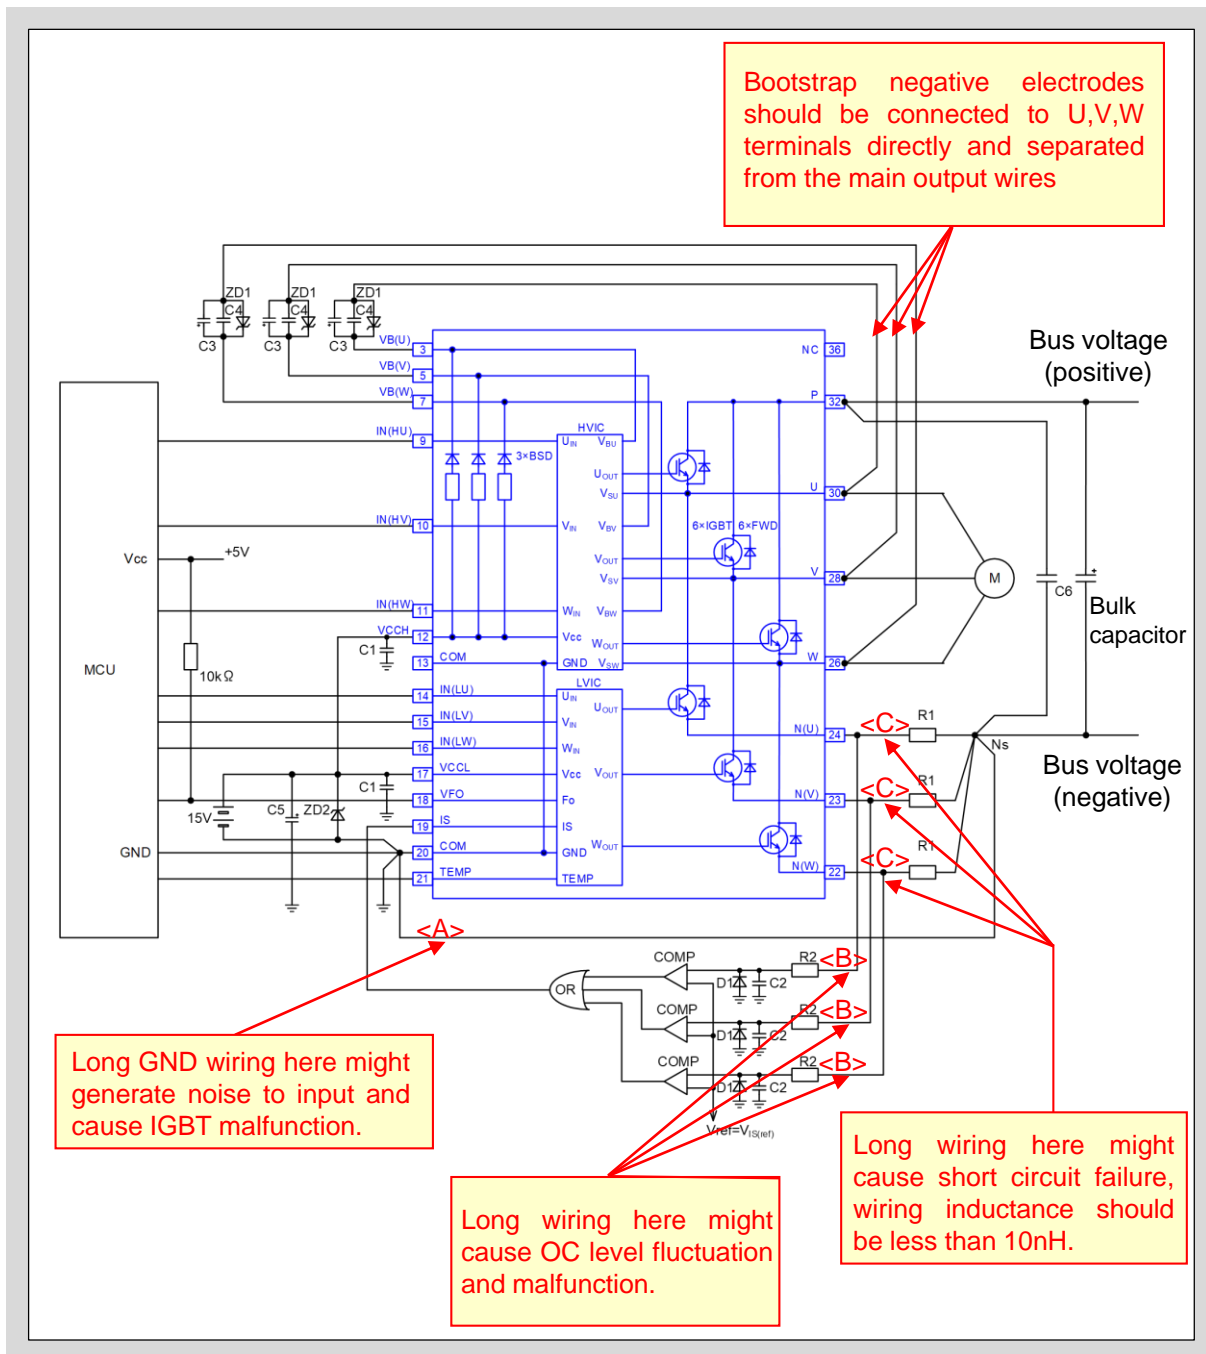 Bootstrap negative electrodes
should be connected to U,V,W
terminals directly and separated
from the main output wires
ZD1
ZD1
ZD1
C4
C4
C4
C3
C3
C3
VB(U)
3
VB(V)
5
VB(W)
7
IN(HU)
9
IN(HV)
10
IN(HW)
11
VCCH
12
COM
13
IN(LU)
14
IN(LV)
15
IN(LW)
16
VCCL
17
VFO
18
IS
19
COM
20
TEMP
21
NC 36
P
32
U
30
V
28
W
26
N(U)
24
N(V)
23
N(W)
22
HVIC
UIN
VBU
3×BSD
UOUT
VSU
VIN
VBV
VOUT
VSV
WIN
VBW
Vcc
WOUT
GND
VSW
6×IGBT 6×FWD
LVIC
UIN
UOUT
VIN
WIN
Vcc
VOUT
Fo
IS
GND
WOUT
TEMP
Bus voltage
(positive)
M
C6
Bulk
capacitor
Bus voltage
(negative)
Ns
R1
R1
R1
<C>
<C>
<C>
MCU
Vcc
+5V
10kΩ
GND
C1
C1
15V
C5
ZD2
<A>
OR
COMP
COMP
COMP
D1
D1
D1
C2
C2
C2
R2
R2
R2
<B>
<B>
<B>
Vref=VIS(ref)
Long GND wiring here might
generate noise to input and
cause IGBT malfunction.
Long wiring here might
cause OC level fluctuation
and malfunction.
Long wiring here might
cause short circuit failure,
wiring inductance should
be less than 10nH.